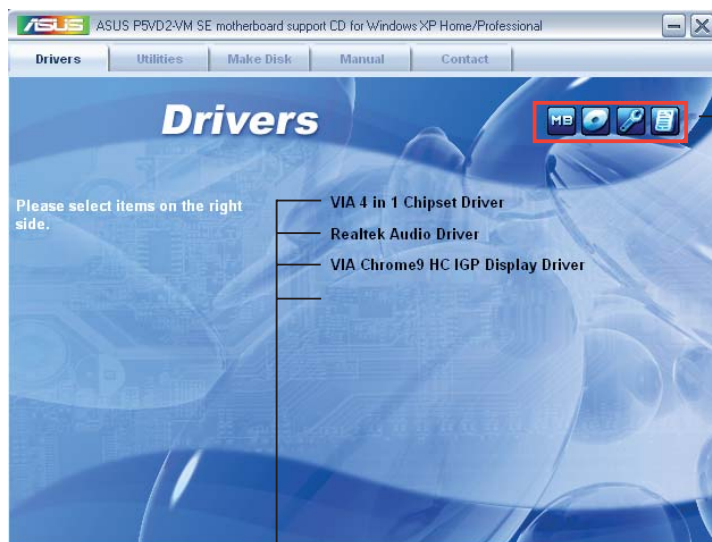 ASUS ASUS P5VD2-VM SE motherboard support CD for Windows XP Home/Professional
Drivers Utilities Make Disk Manual Contact
Drivers
MB
Please select items on the right
side.
VIA 4 in 1 Chipset Driver
Realtek Audio Driver
VIA Chrome9 HC IGP Display Driver